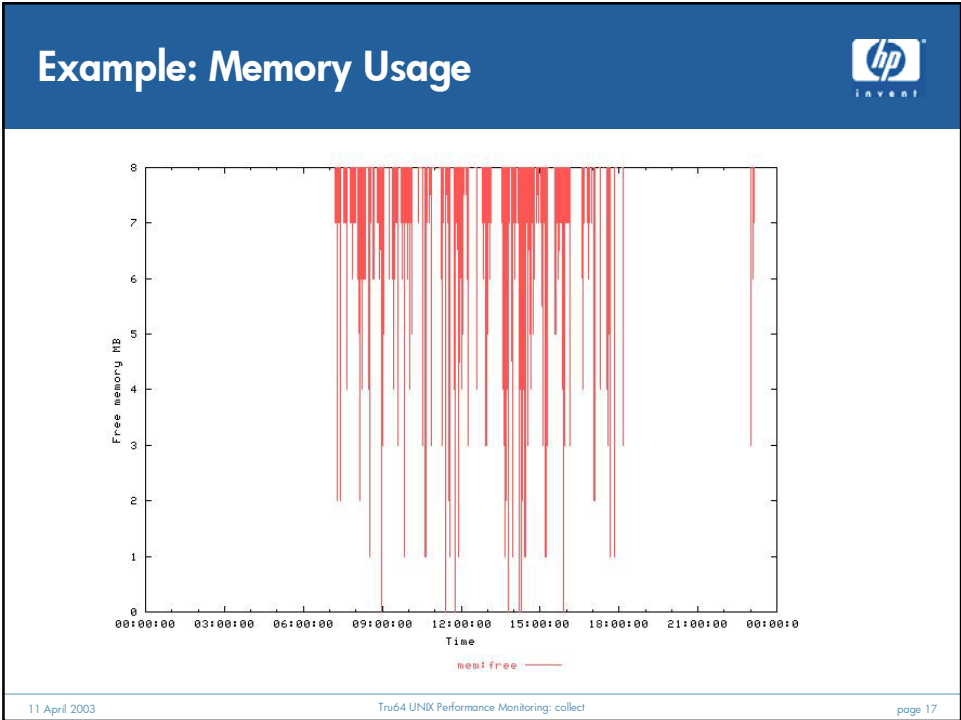 Example: Memory Usage
hp
invent
8
7
6
5
4
3
2
1
0
Free memory MB
00:00:00 03:00:00 06:00:00 09:00:00 12:00:00 15:00:00 18:00:00 21:00:00 00:00:0
Time
mem:free
11 April 2003 Tru64 UNIX Performance Monitoring: collect page 17